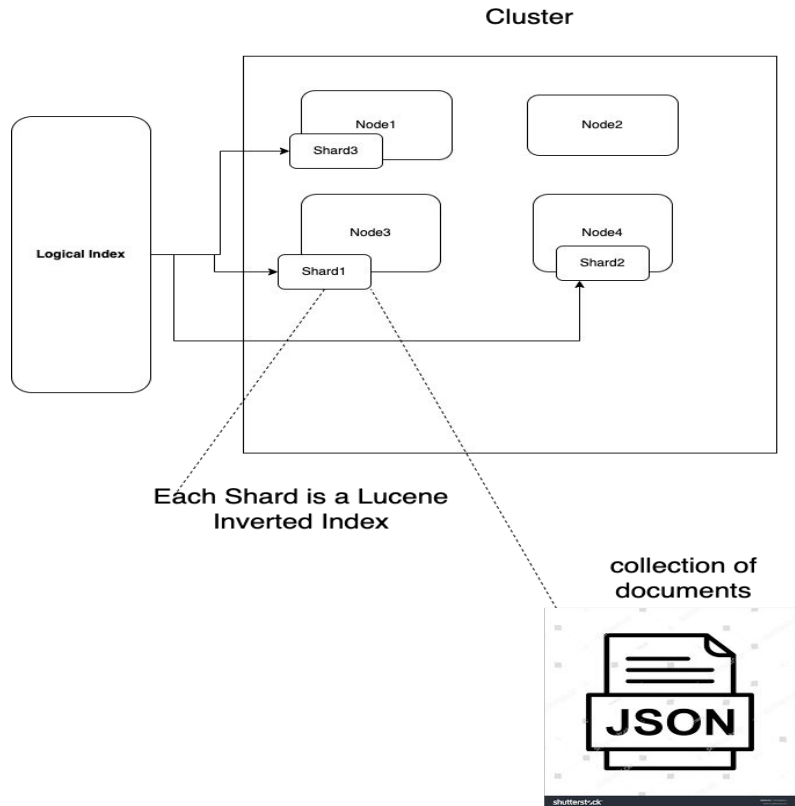 Cluster
Node1
Node2
Shard3
Node3
Node4
Logical Index
Shard1
Shard2
Each Shard is a Lucene
Inverted Index
collection of
documents
JSON
shutterstock